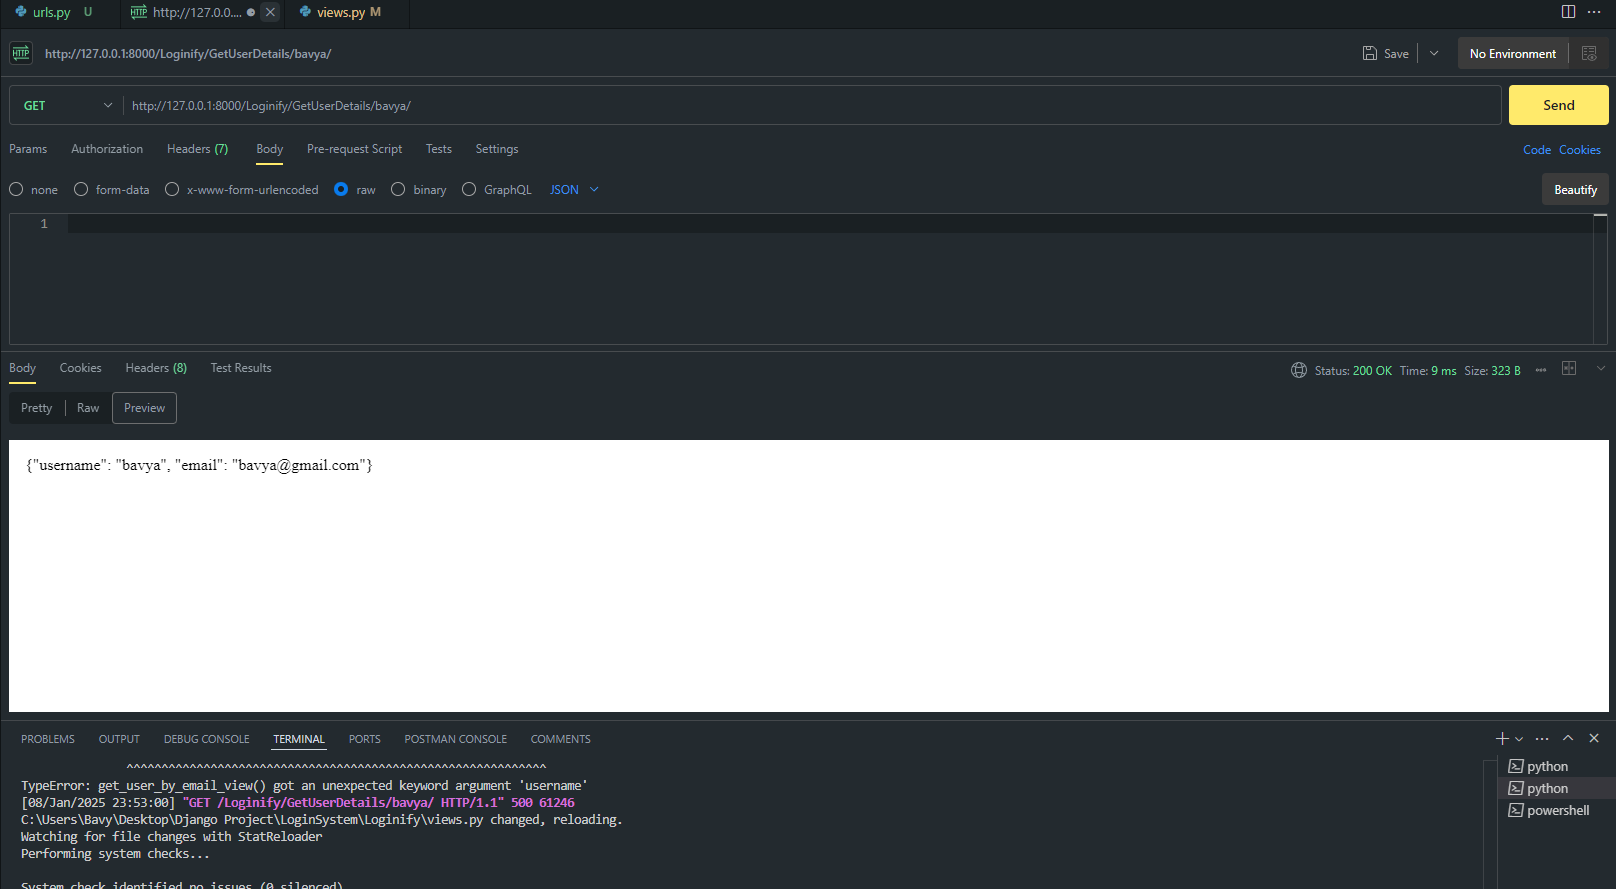 urls.py U http://127.0.0.... views.py M
HTTP http://127.0.0.1:8000/Loginify/GetUserDetails/bavya/ Save No Environment
GET http://127.0.0.1:8000/Loginify/GetUserDetails/bavya/ Send
Params Authorization Headers (7) Body Pre-request Script Tests Settings Code Cookies
none form-data x-www-form-urlencoded raw binary GraphQL JSON Beautify
1
Body Cookies Headers (8) Test Results Status: 200 OK Time: 9 ms Size: 323 B
Pretty Raw Preview
{"username": "bavya", "email": "bavya@gmail.com"}
PROBLEMS OUTPUT DEBUG CONSOLE TERMINAL PORTS POSTMAN CONSOLE COMMENTS
^^^^^^^^^^^^^^^^^^^^^^^^^^^^^^^^^^^^^^^^^^^^^^^^^^^^^^^^^^^^
python
TypeError: get_user_by_email_view() got an unexpected keyword argument 'username'
python
[08/Jan/2025 23:53:00] "GET /Loginify/GetUserDetails/bavya/ HTTP/1.1" 500 61246
powershell
C:\Users\Bavy\Desktop\Django Project\LoginSystem\Loginify\views.py changed, reloading.
Watching for file changes with StatReloader
Performing system checks...
System check identified no issues (0 silenced)